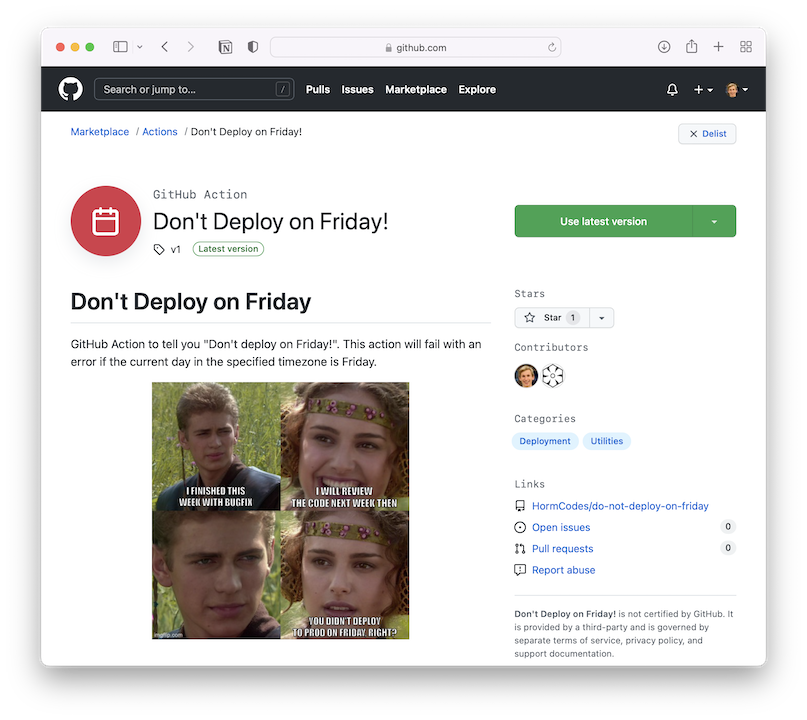 github.com
Search or jump to... /
Pulls Issues Marketplace Explore
Marketplace / Actions / Don't Deploy on Friday!
Delist
GitHub Action
Don't Deploy on Friday!
v1 Latest version
Use latest version
Don't Deploy on Friday
GitHub Action to tell you "Don't deploy on Friday!". This action will fail with an
error if the current day in the specified timezone is Friday.
I FINISHED THIS
WEEK WITH BUGFIX
I WILL REVIEW
THE CODE NEXT WEEK THEN
YOU DIDN'T DEPLOY
TO PROD ON FRIDAY, RIGHT?
imgflip.com
Stars
Star 1
Contributors
Categories
Deployment Utilities
Links
HormCodes/do-not-deploy-on-friday
Open issues 0
Pull requests 0
Report abuse
Don't Deploy on Friday! is not certified by GitHub. It
is provided by a third-party and is governed by
separate terms of service, privacy policy, and
support documentation.